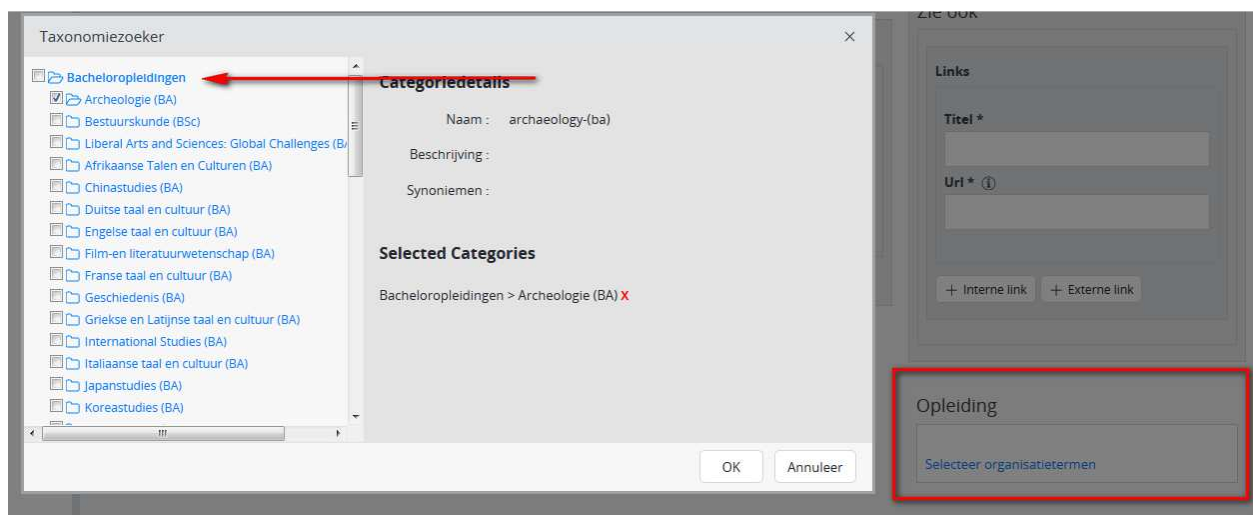 Taxonomiezoeker
Bacheloropleidingen
Archeologie (BA)
Bestuurskunde (BSc)
Liberal Arts and Sciences: Global Challenges (BA
Afrikaanse Talen en Culturen (BA)
Chinastudies (BA)
Duitse taal en cultuur (BA)
Engelse taal en cultuur (BA)
Film-en literatuurwetenschap (BA)
Franse taal en cultuur (BA)
Geschiedenis (BA)
Griekse en Latijnse taal en cultuur (BA)
International Studies (BA)
Italiaanse taal en cultuur (BA)
Japanstudies (BA)
Koreastudies (BA)
Categoriedetails
Naam : archaeology-(ba)
Beschrijving :
Synoniemen :
Selected Categories
Bacheloropleidingen > Archeologie (BA) X
OK Annuleer
Zie ook
Links
Titel *
Url *
+ Interne link + Externe link
Opleiding
Selecteer organisatietermen